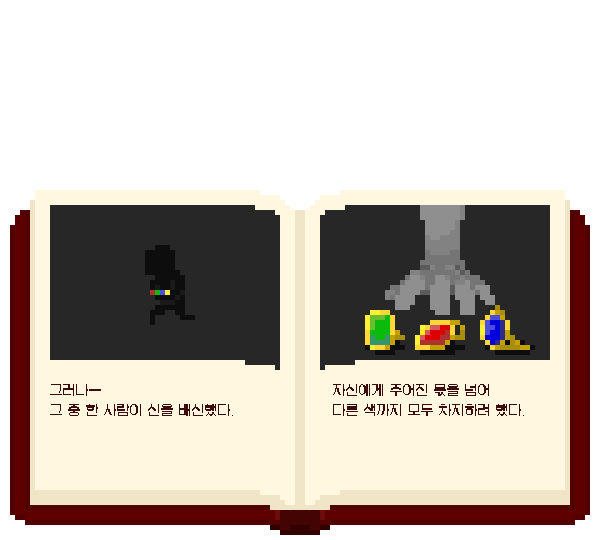 그러나—
그 중 한 사람이 신을 배신했다.
자신에게 주어진 몫을 넘어
다른 색까지 모두 차지하려 했다.